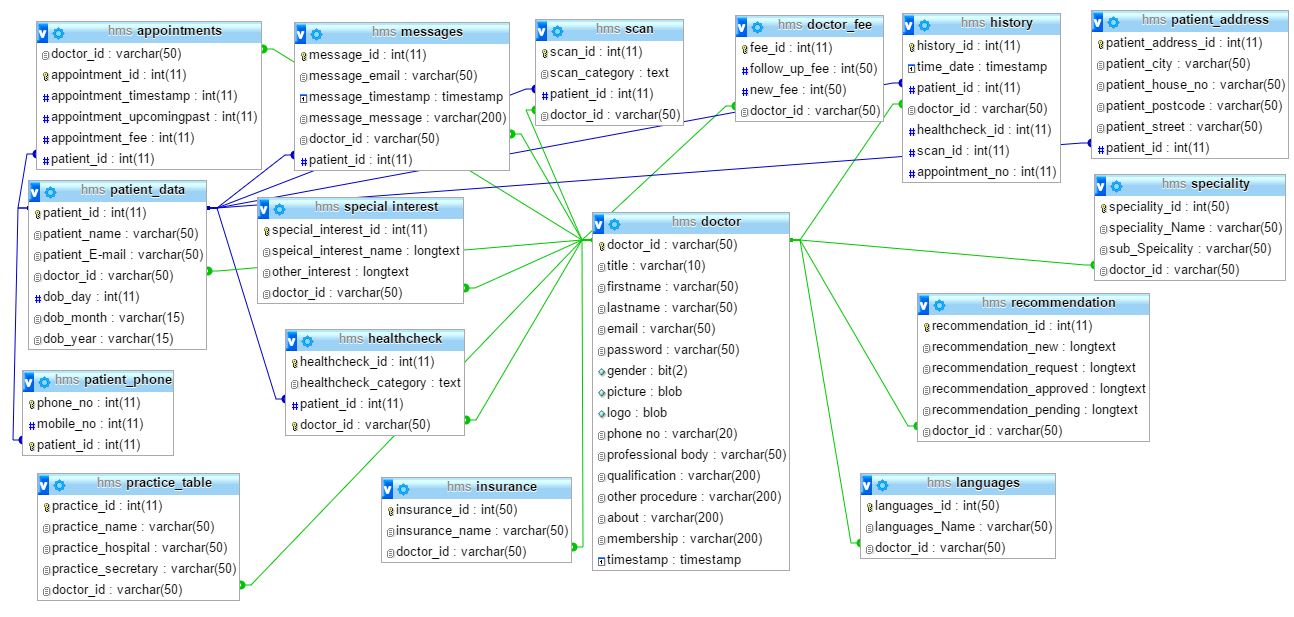 hms appointments
doctor_id : varchar(50)
appointment_id : int(11)
appointment_timestamp : int(11)
appointment_upcomingpast : int(11)
appointment_fee : int(11)
patient_id : int(11)
hms messages
message_id : int(11)
message_email : varchar(50)
message_timestamp : timestamp
message_message : varchar(200)
doctor_id : varchar(50)
patient_id : int(11)
hms scan
scan_id : int(11)
scan_category : text
patient_id : int(11)
doctor_id : varchar(50)
hms doctor_fee
fee_id : int(11)
follow_up_fee : int(50)
new_fee : int(50)
doctor_id : varchar(50)
hms history
history_id : int(11)
time_date : timestamp
patient_id : int(11)
doctor_id : varchar(50)
healthcheck_id : int(11)
scan_id : int(11)
appointment_no : int(11)
hms patient_address
patient_address_id : int(11)
patient_city : varchar(50)
patient_house_no : varchar(50)
patient_postcode : varchar(50)
patient_street : varchar(50)
patient_id : int(11)
hms patient_data
patient_id : int(11)
patient_name : varchar(50)
patient_E-mail : varchar(50)
doctor_id : varchar(50)
dob_day : int(11)
dob_month : varchar(15)
dob_year : varchar(15)
hms special interest
special_interest_id : int(11)
speical_interest_name : longtext
other_interest : longtext
doctor_id : varchar(50)
hms doctor
doctor_id : varchar(50)
title : varchar(10)
firstname : varchar(50)
lastname : varchar(50)
email : varchar(50)
password : varchar(50)
gender : bit(2)
picture : blob
logo : blob
phone no : varchar(20)
professional body : varchar(50)
qualification : varchar(200)
other procedure : varchar(200)
about : varchar(200)
membership : varchar(200)
timestamp : timestamp
hms speciality
speciality_id : int(50)
speciality_Name : varchar(50)
sub_Speicality : varchar(50)
doctor_id : varchar(50)
hms recommendation
recommendation_id : int(11)
recommendation_new : longtext
recommendation_request : longtext
recommendation_approved : longtext
recommendation_pending : longtext
doctor_id : varchar(50)
hms healthcheck
healthcheck_id : int(11)
healthcheck_category : text
patient_id : int(11)
doctor_id : varchar(50)
hms patient_phone
phone_no : int(11)
mobile_no : int(11)
patient_id : int(11)
hms practice_table
practice_id : int(11)
practice_name : varchar(50)
practice_hospital : varchar(50)
practice_secretary : varchar(50)
doctor_id : varchar(50)
hms insurance
insurance_id : int(50)
insurance_name : varchar(50)
doctor_id : varchar(50)
hms languages
languages_id : int(50)
languages_Name : varchar(50)
doctor_id : varchar(50)